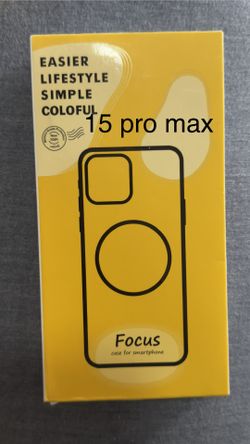 EASIER
LIFESTYLE
SIMPLE
COLOFUL
15 pro max
Focus
case for smartphone